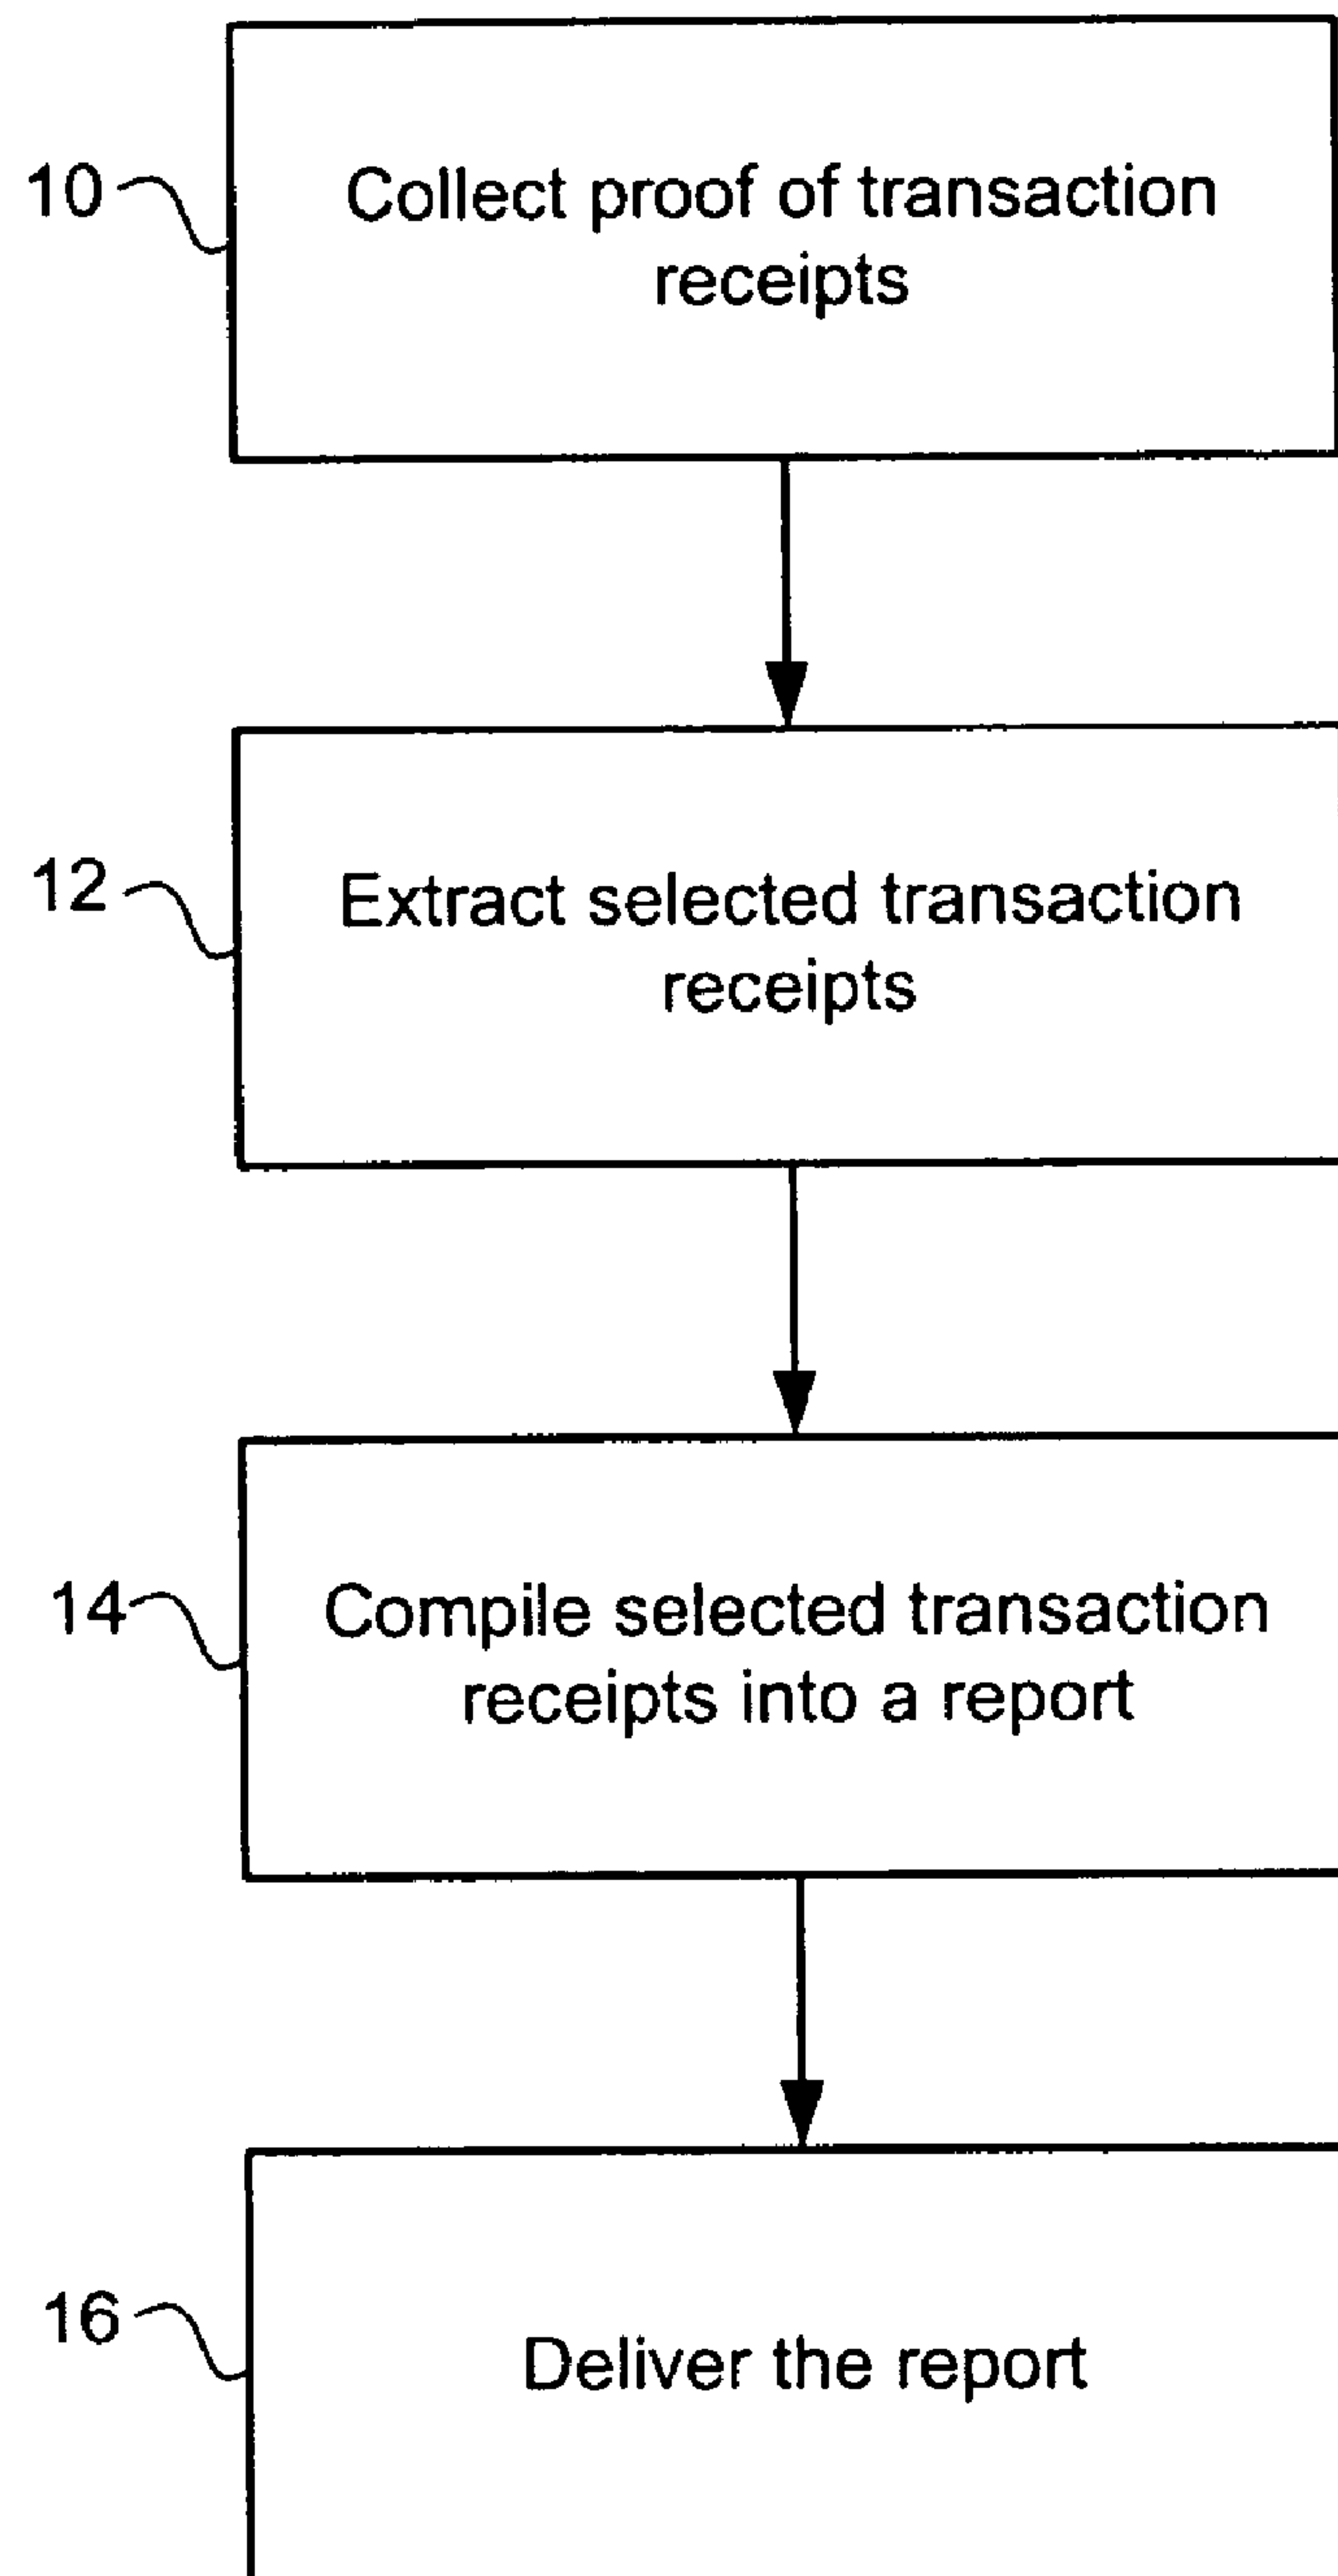 10
Collect proof of transaction
receipts
12
Extract selected transaction
receipts
14
Compile selected transaction
receipts into a report
16
Deliver the report